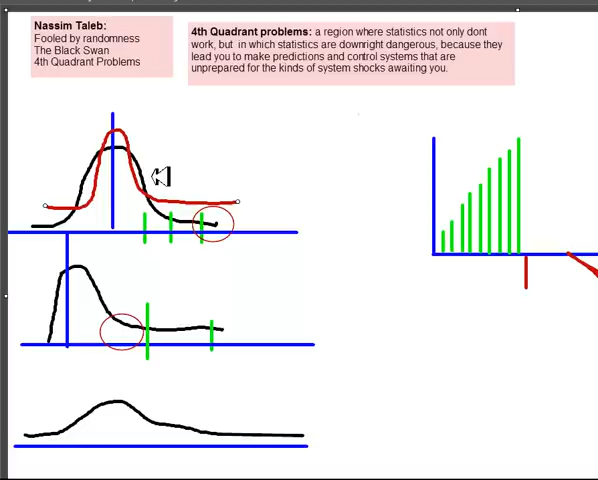 Nassim Taleb:
Fooled by randomness
The Black Swan
4th Quadrant Problems
4th Quadrant problems: a region where statistics not only dont
work, but in which statistics are downright dangerous, because they
lead you to make predictions and control systems that are
unprepared for the kinds of system shocks awaiting you.